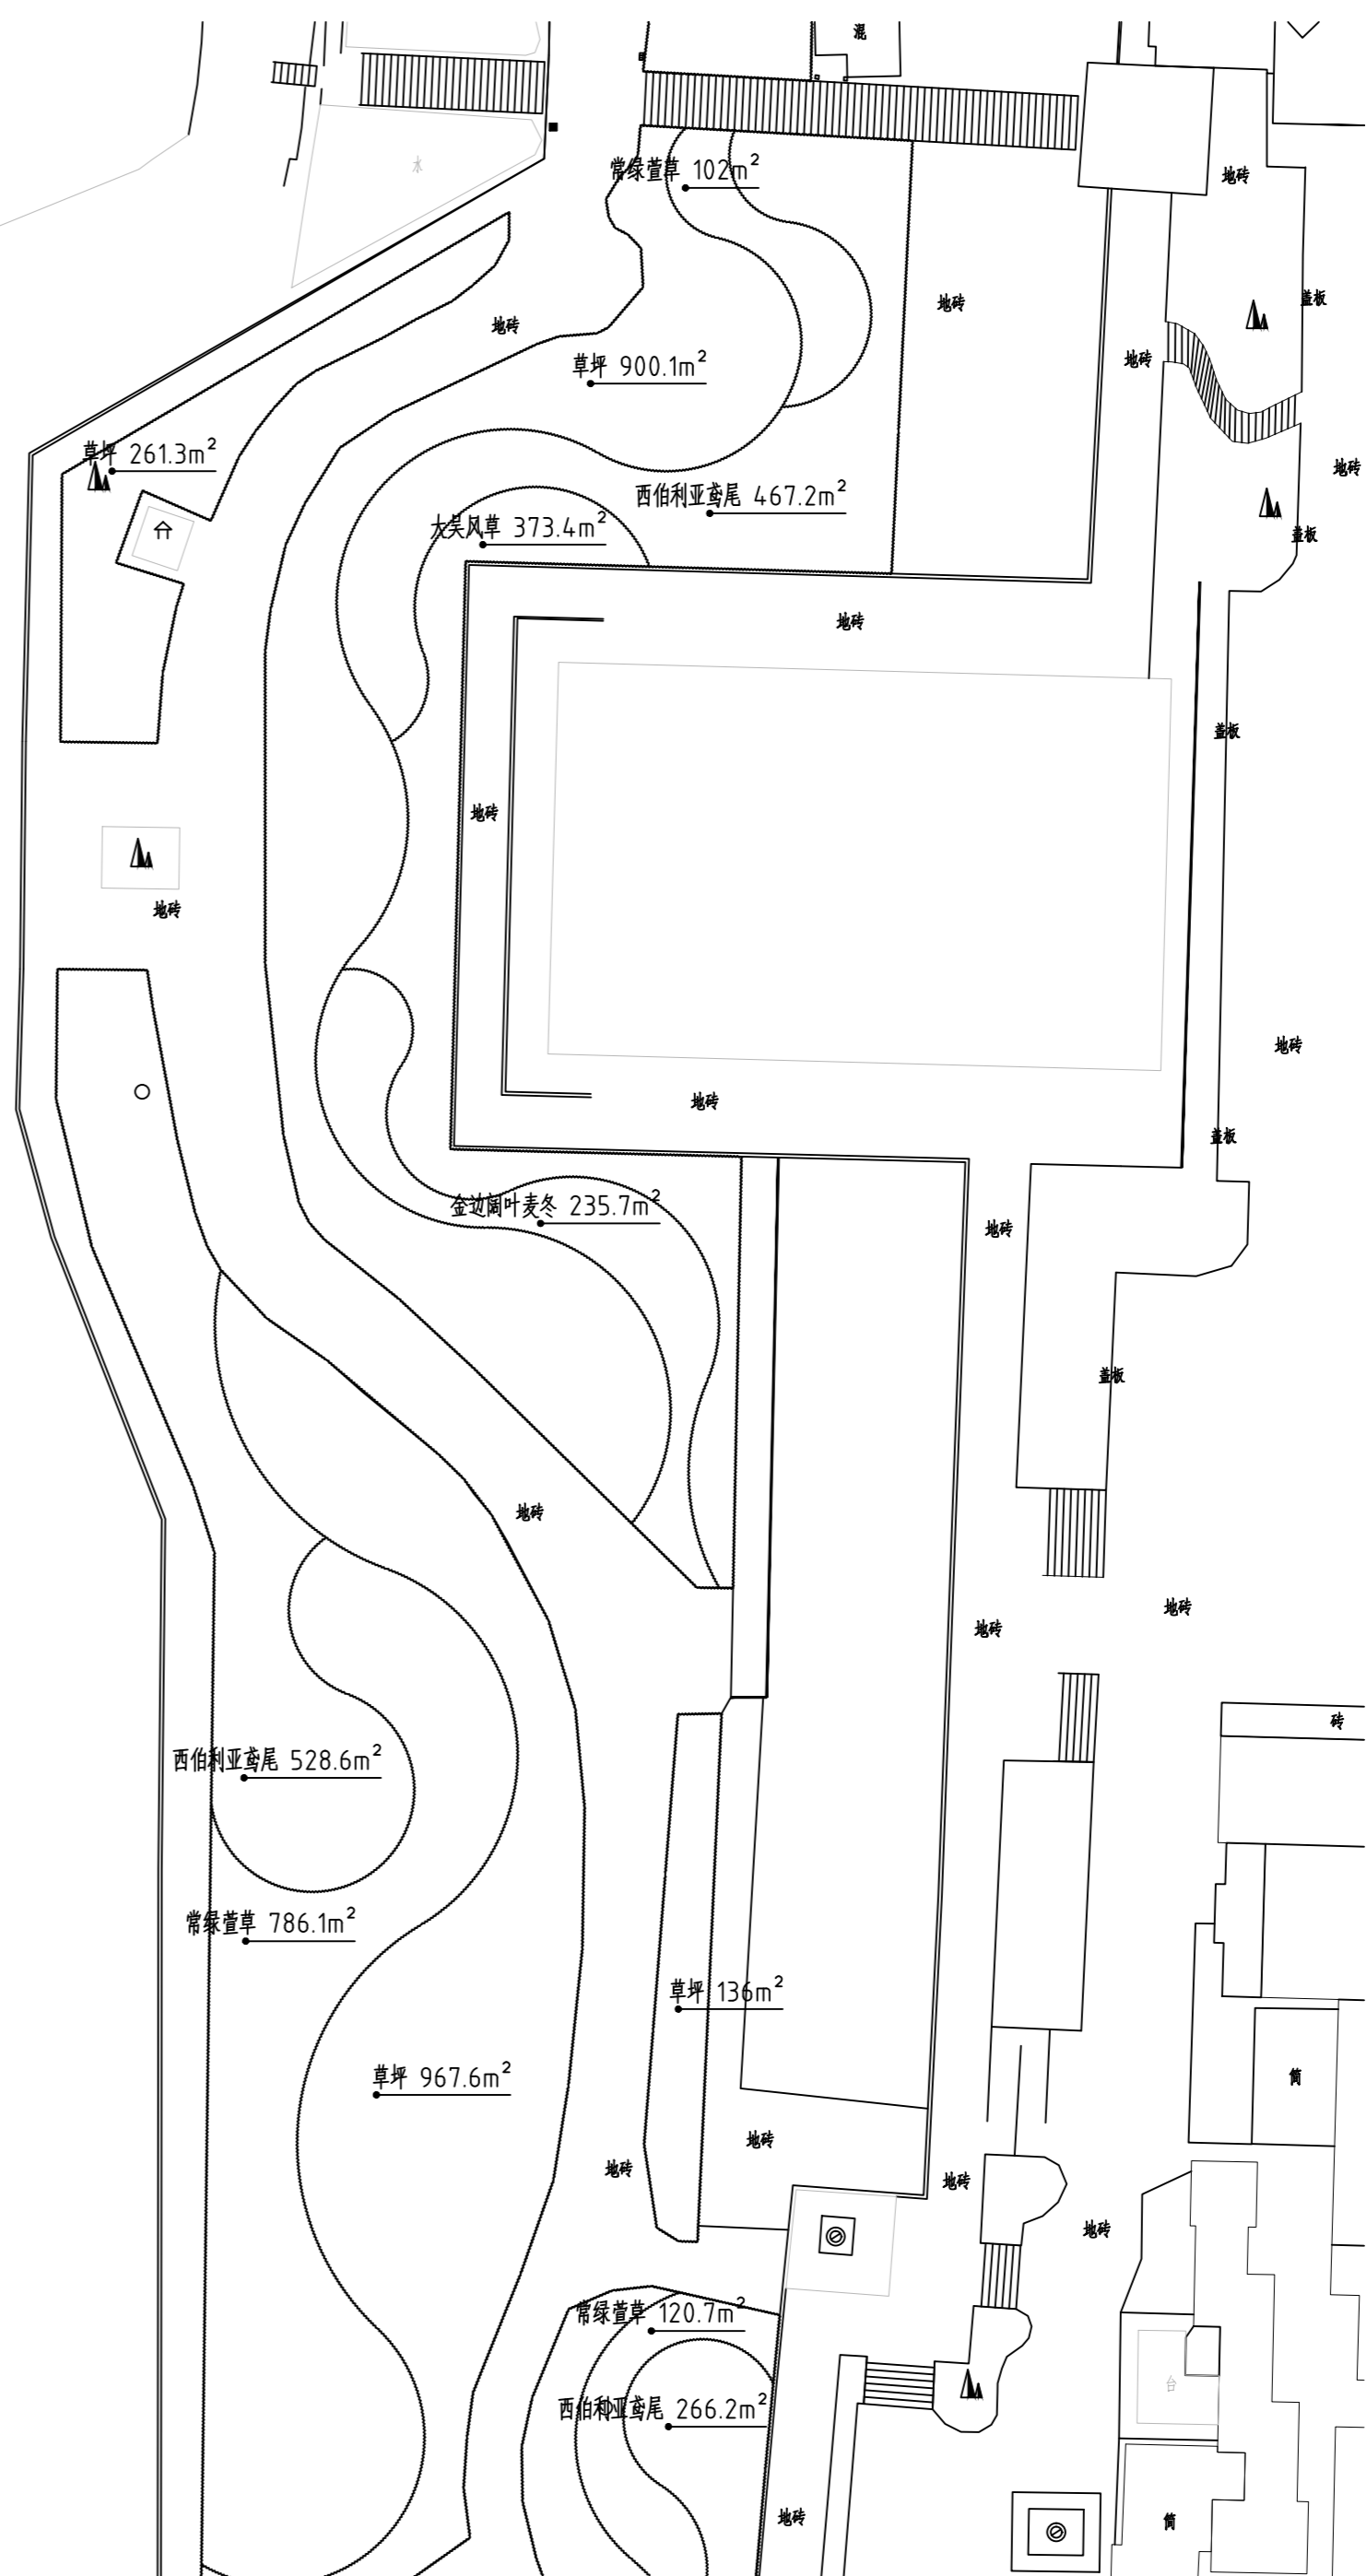 混
水
常绿萱草 102m²
地砖
地砖
盖板
地砖
地砖
草坪 900.1m²
草坪 261.3m²
地砖
西伯利亚鸢尾 467.2m²
大吴风草 373.4m²
盖板
地砖
盖板
地砖
地砖
地砖
地砖
盖板
金边阔叶麦冬 235.7m²
地砖
盖板
地砖
地砖
地砖
砖
西伯利亚鸢尾 528.6m²
常绿萱草 786.1m²
草坪 136m²
草坪 967.6m²
简
地砖
地砖
地砖
地砖
常绿萱草 120.7m²
台
西伯利亚鸢尾 266.2m²
地砖
简